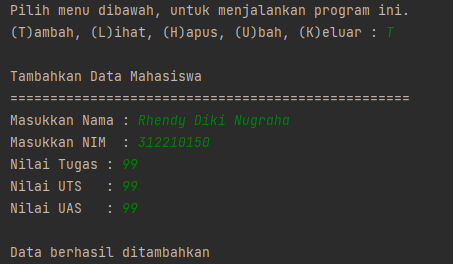 Pilih menu dibawah, untuk menjalankan program ini.
(T)ambah, (L)ihat, (H)apus, (U)bah, (K)eluar : T
Tambahkan Data Mahasiswa
==================================================
Masukkan Nama : Rhendy Diki Nugraha
Masukkan NIM  : 312210150
Nilai Tugas : 99
Nilai UTS   : 99
Nilai UAS   : 99
Data berhasil ditambahkan